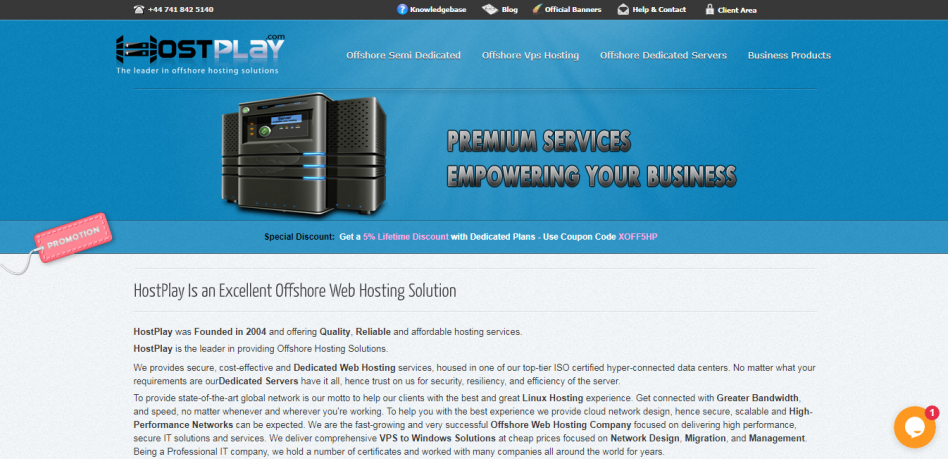 +44 741 842 5140 Knowledgebase Blog Official Banners Help & Contact Client Area
HOSTPLAY.com
The leader in offshore hosting solutions
Offshore Semi Dedicated Offshore Vps Hosting Offshore Dedicated Servers Business Products
PREMIUM SERVICES
EMPOWERING YOUR BUSINESS
PROMOTION
Special Discount: Get a 5% Lifetime Discount with Dedicated Plans - Use Coupon Code XOFF5HP
HostPlay Is an Excellent Offshore Web Hosting Solution
HostPlay was Founded in 2004 and offering Quality, Reliable and affordable hosting services.
HostPlay is the leader in providing Offshore Hosting Solutions.
We provides secure, cost-effective and Dedicated Web Hosting services, housed in one of our top-tier ISO certified hyper-connected data centers. No matter what your
requirements are ourDedicated Servers have it all, hence trust on us for security, resiliency, and efficiency of the server.
To provide state-of-the-art global network is our motto to help our clients with the best and great Linux Hosting experience. Get connected with Greater Bandwidth,
and speed, no matter whenever and wherever you're working. To help you with the best experience we provide cloud network design, hence secure, scalable and High-
Performance Networks can be expected. We are the fast-growing and very successful Offshore Web Hosting Company focused on delivering high performance,
secure IT solutions and services. We deliver comprehensive VPS to Windows Solutions at cheap prices focused on Network Design, Migration, and Management.
Being a Professional IT company, we hold a number of certificates and worked with many companies all around the world for years.
1